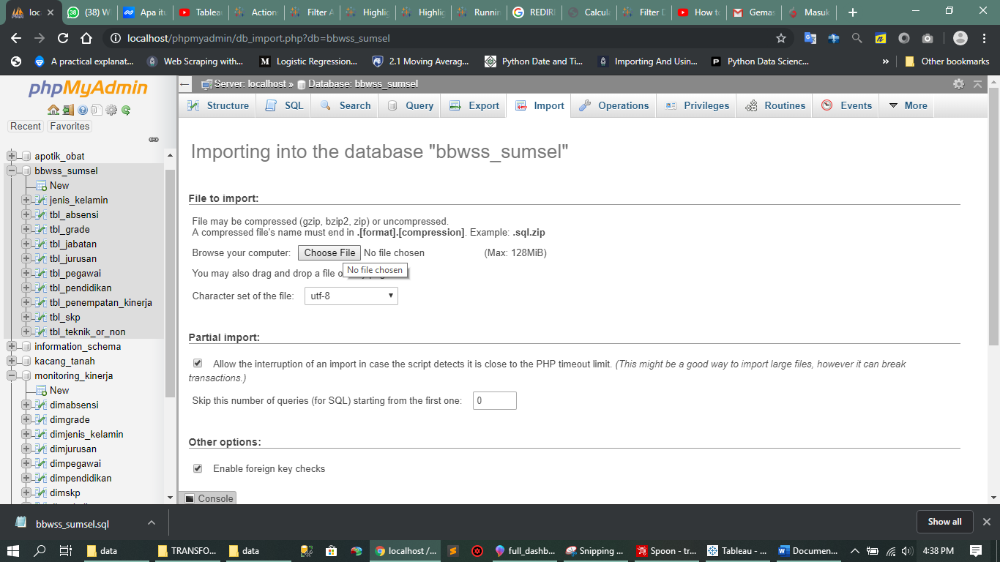 loc
(38) W
Apa itu
Tableau
Action
Filter A
Highlig
Highlig
Runnin
REDIRE
Calcula
Filter D
How to
Gemas
Masuk
localhost/phpmyadmin/db_import.php?db=bbwss_sumsel
A practical explanat...
Web Scraping with...
Logistic Regression...
2.1 Moving Averag...
Python Date and Ti...
Importing And Usin...
Python Data Scienc...
»
Other bookmarks
phpMyAdmin
Recent
Favorites
apotik_obat
bbwss_sumsel
New
jenis_kelamin
tbl_absensi
tbl_grade
tbl_jabatan
tbl_jurusan
tbl_pegawai
tbl_pendidikan
tbl_penempatan_kinerja
tbl_skp
tbl_teknik_or_non
information_schema
kacang_tanah
monitoring_kinerja
New
dimabsensi
dimgrade
dimjenis_kelamin
dimjurusan
dimpegawai
dimpendidikan
dimskp
Server: localhost » Database: bbwss_sumsel
Structure
SQL
Search
Query
Export
Import
Operations
Privileges
Routines
Events
More
Importing into the database "bbwss_sumsel"
File to import:
File may be compressed (gzip, bzip2, zip) or uncompressed.
A compressed file's name must end in .[format].[compression]. Example: .sql.zip
Browse your computer: Choose File No file chosen (Max: 128MiB)
No file chosen
You may also drag and drop a file o
Character set of the file: utf-8
Partial import:
Allow the interruption of an import in case the script detects it is close to the PHP timeout limit. (This might be a good way to import large files, however it can break
transactions.)
Skip this number of queries (for SQL) starting from the first one: 0
Other options:
Enable foreign key checks
Console
bbwss_sumsel.sql
Show all
data
TRANSFO...
data
localhost /...
full_dashb...
Snipping ...
Spoon - tr...
Tableau - ...
Documen...
4:38 PM